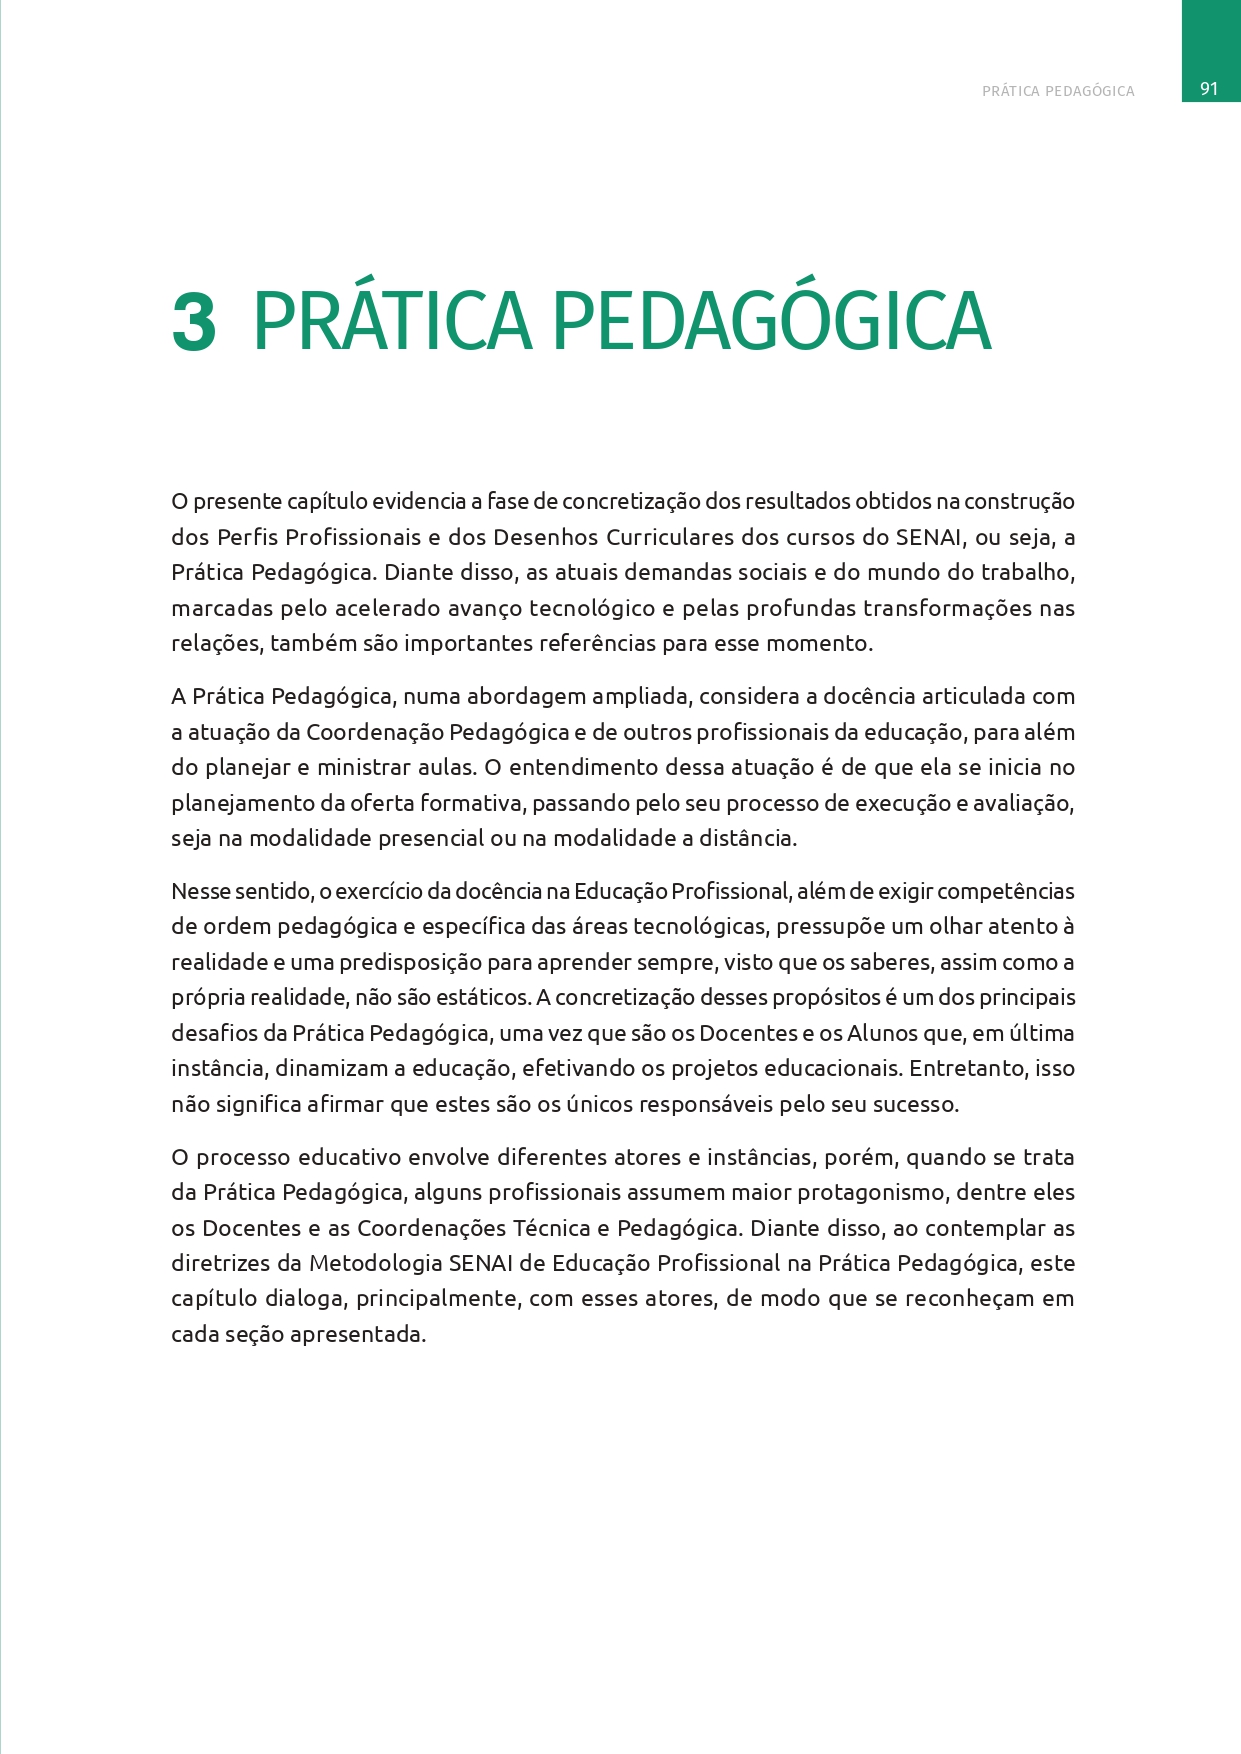 PRÁTICA PEDAGÓGICA
91
3 PRÁTICA PEDAGÓGICA
O presente capítulo evidencia a fase de concretização dos resultados obtidos na construção
dos Perfis Profissionais e dos Desenhos Curriculares dos cursos do SENAI, ou seja, a
Prática Pedagógica. Diante disso, as atuais demandas sociais e do mundo do trabalho,
marcadas pelo acelerado avanço tecnológico e pelas profundas transformações nas
relações, também são importantes referências para esse momento.
A Prática Pedagógica, numa abordagem ampliada, considera a docência articulada com
a atuação da Coordenação Pedagógica e de outros profissionais da educação, para além
do planejar e ministrar aulas. O entendimento dessa atuação é de que ela se inicia no
planejamento da oferta formativa, passando pelo seu processo de execução e avaliação,
seja na modalidade presencial ou na modalidade a distância.
Nesse sentido, o exercício da docência na Educação Profissional, além de exigir competências
de ordem pedagógica e específica das áreas tecnológicas, pressupõe um olhar atento à
realidade e uma predisposição para aprender sempre, visto que os saberes, assim como a
própria realidade, não são estáticos. A concretização desses propósitos é um dos principais
desafios da Prática Pedagógica, uma vez que são os Docentes e os Alunos que, em última
instância, dinamizam a educação, efetivando os projetos educacionais. Entretanto, isso
não significa afirmar que estes são os únicos responsáveis pelo seu sucesso.
O processo educativo envolve diferentes atores e instâncias, porém, quando se trata
da Prática Pedagógica, alguns profissionais assumem maior protagonismo, dentre eles
os Docentes e as Coordenações Técnica e Pedagógica. Diante disso, ao contemplar as
diretrizes da Metodologia SENAI de Educação Profissional na Prática Pedagógica, este
capítulo dialoga, principalmente, com esses atores, de modo que se reconheçam em
cada seção apresentada.